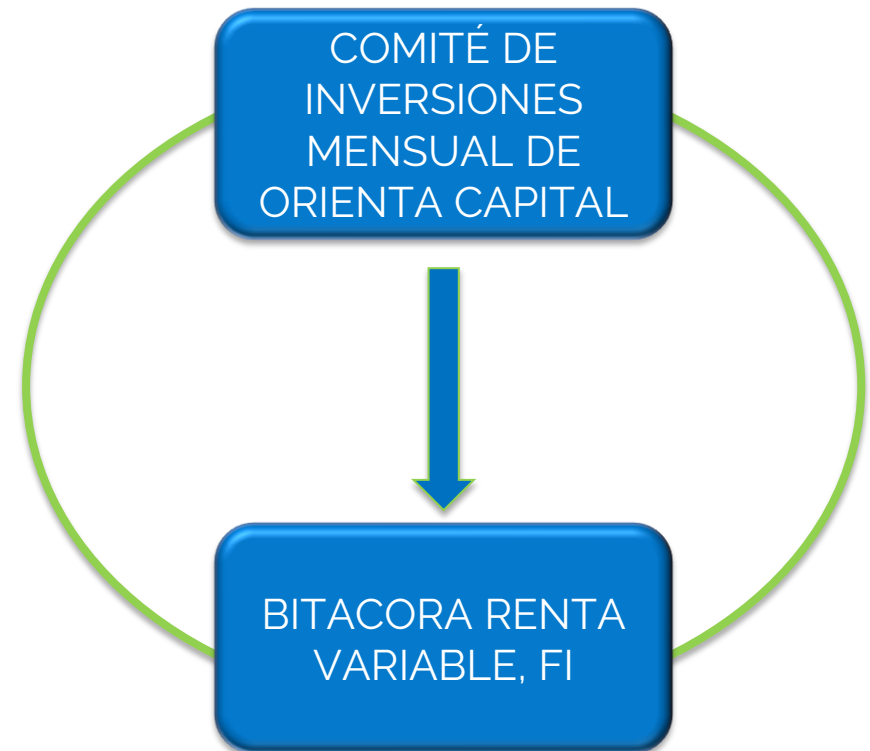 COMITÉ DE
INVERSIONES
MENSUAL DE
ORIENTA CAPITAL
BITACORA RENTA
VARIABLE, FI